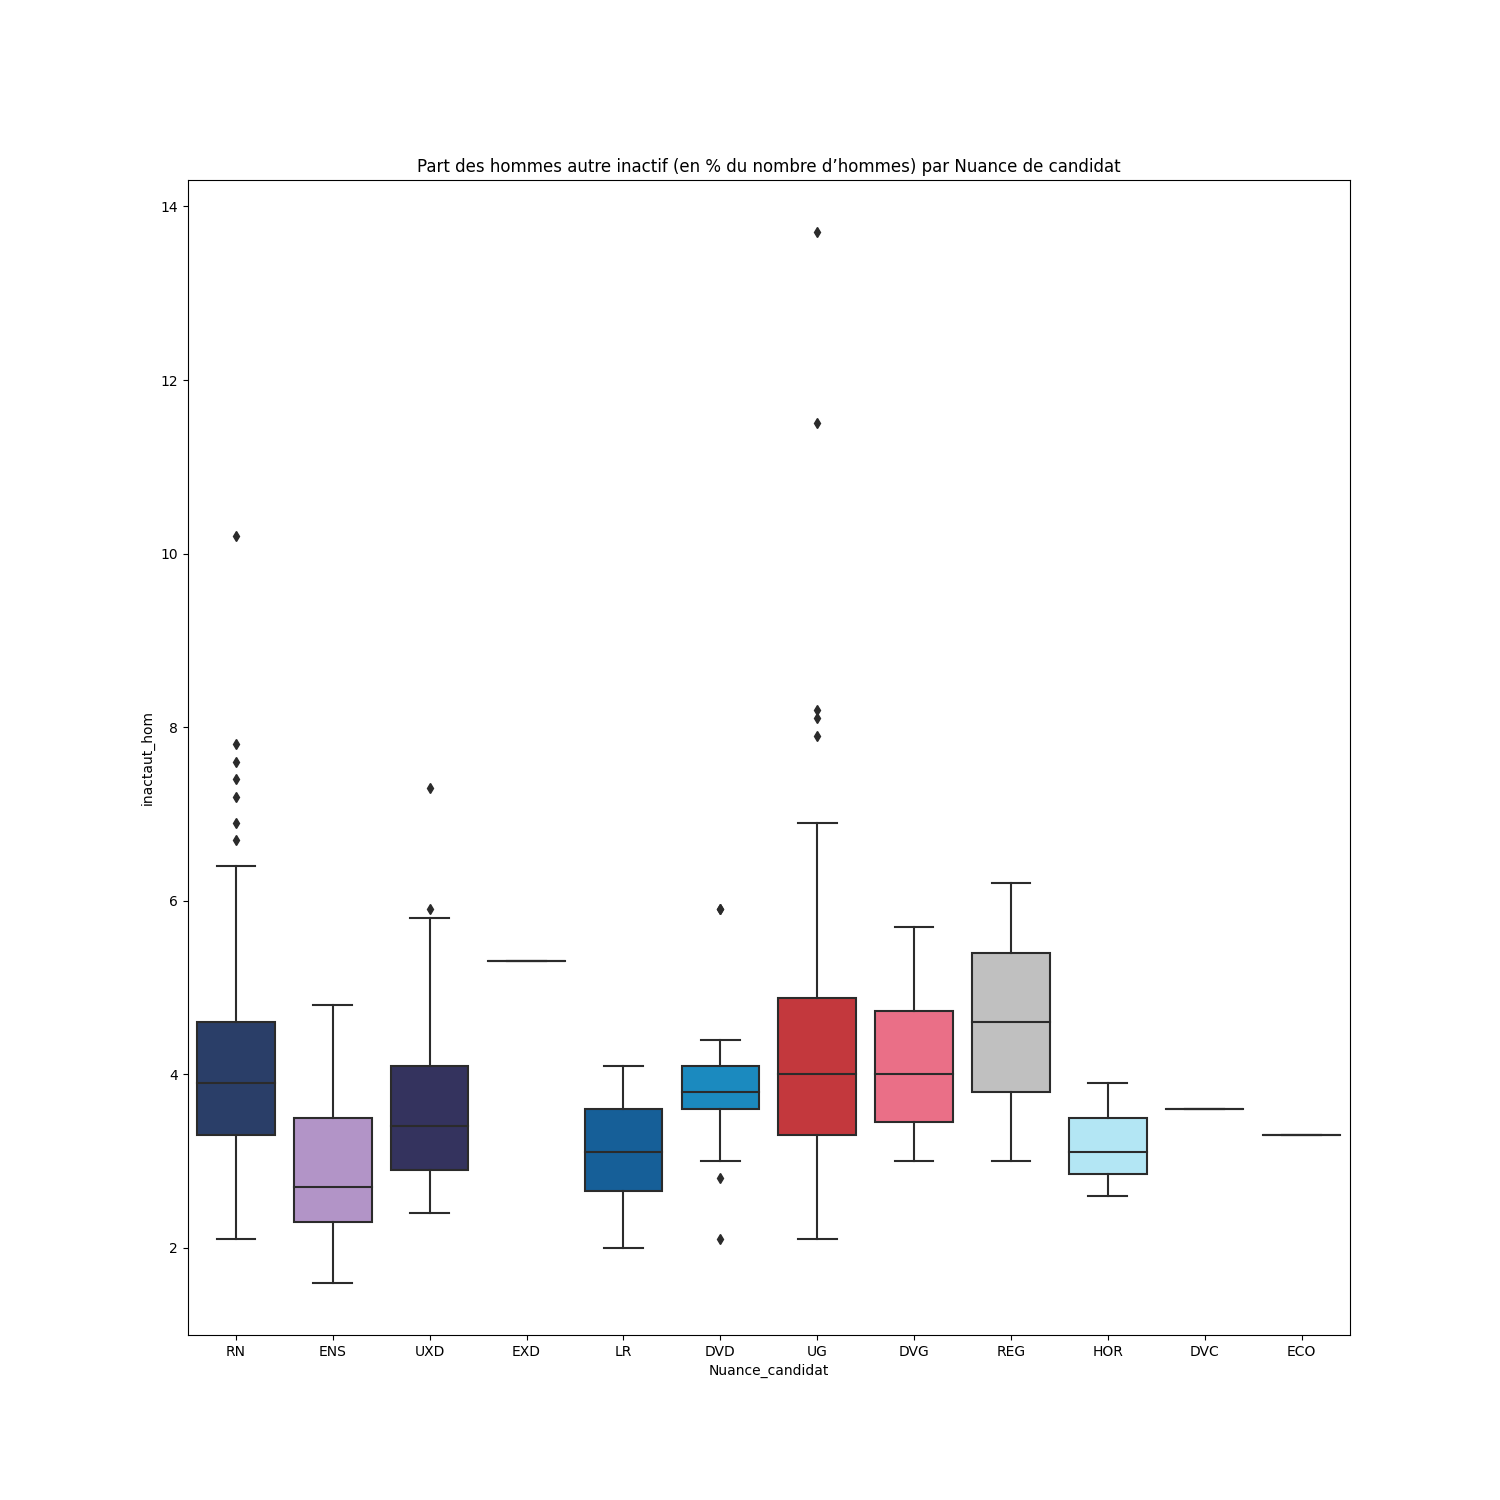 Part des hommes autre inactif (en % du nombre d’hommes) par Nuance de candidat
14
12
10
8
6
4
2
inactaut_hom
RN ENS UXD EXD LR DVD UG DVG REG HOR DVC ECO
Nuance_candidat